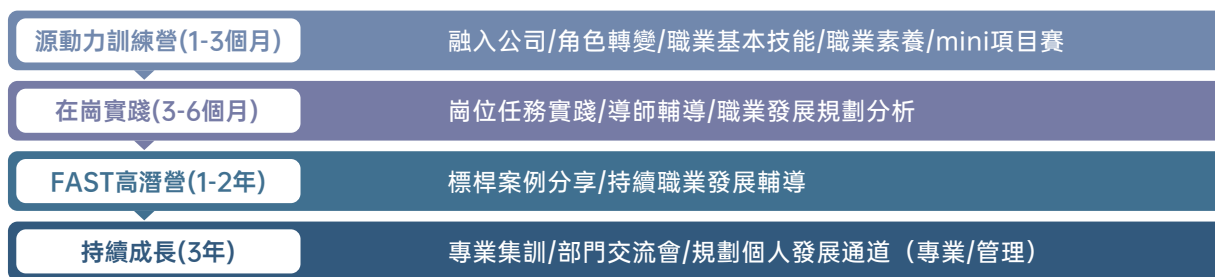 源動力訓練營(1-3個月)
融入公司/角色轉變/職業基本技能/職業素養/mini項目賽
在崗實踐(3-6個月)
崗位任務實踐/導師輔導/職業發展規劃分析
FAST高潛營(1-2年)
標桿案例分享/持續職業發展輔導
持續成長(3年)
專業集訓/部門交流會/規劃個人發展通道（專業/管理）